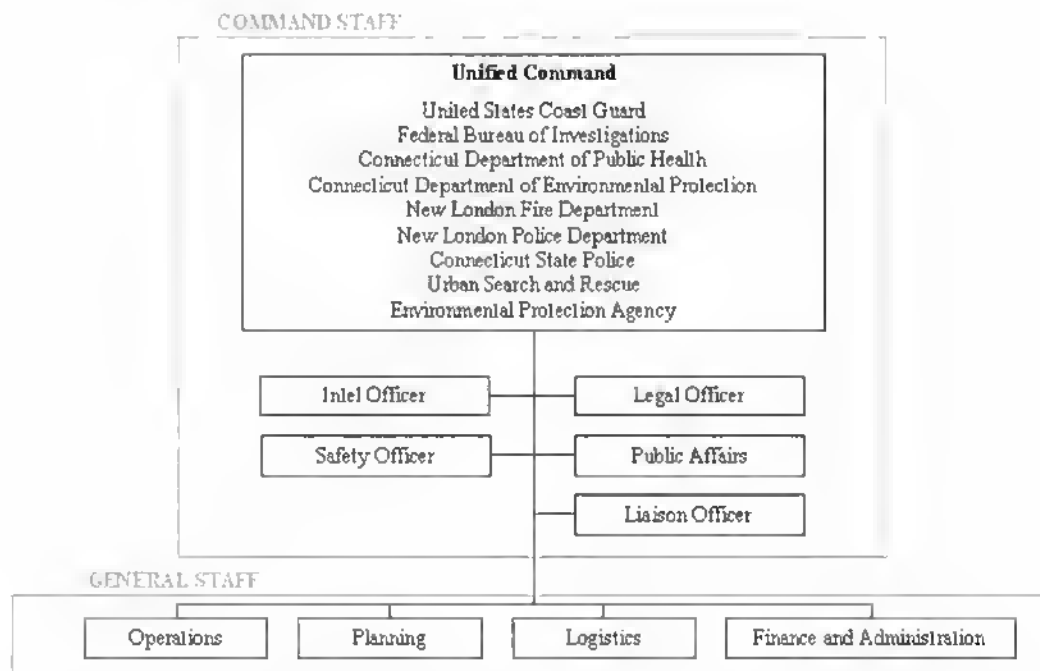 COMMAND STAFF
Unified Command
United States Coast Guard
Federal Bureau of Investigations
Connecticut Department of Public Health
Connecticut Department of Environmental Protection
New London Fire Department
New London Police Department
Connecticut State Police
Urban Search and Rescue
Environmental Protection Agency
Intel Officer
Legal Officer
Safety Officer
Public Affairs
Liaison Officer
GENERAL STAFF
Operations
Planning
Logistics
Finance and Administration